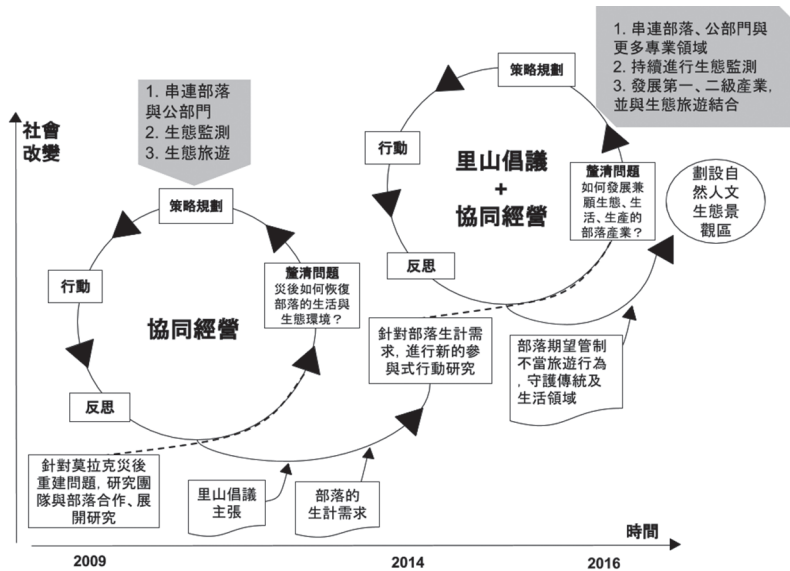 社會
改變
1. 串連部落
與公部門
2. 生態監測
3. 生態旅遊
策略規劃
行動
反思
釐清問題
災後如何恢復
部落的生活與
生態環境？
協同經營
針對莫拉克災後
重建問題，研究團
隊與部落合作、展
開研究
里山倡議
主張
部落的
生計需求
1. 串連部落、公部門與
更多專業領域
2. 持續進行生態監測
3. 發展第一、二級產業，
並與生態旅遊結合
策略規劃
行動
反思
釐清問題
如何發展兼
顧生態、生
活、生產的
部落產業？
里山倡議
+
協同經營
針對部落生計需
求，進行新的參
與式行動研究
部落期望管制
不當旅遊行為
，守護傳統及
生活領域
劃設自
然人文
生態景
觀區
時間
2009
2014
2016